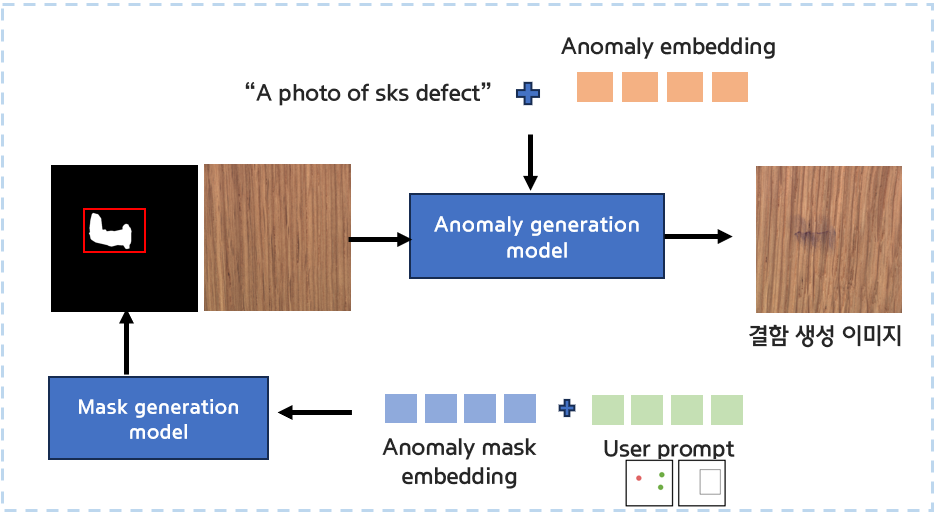 Anomaly embedding
“A photo of sks defect”
Anomaly generation
model
결함 생성 이미지
Mask generation
model
Anomaly mask
embedding
User prompt